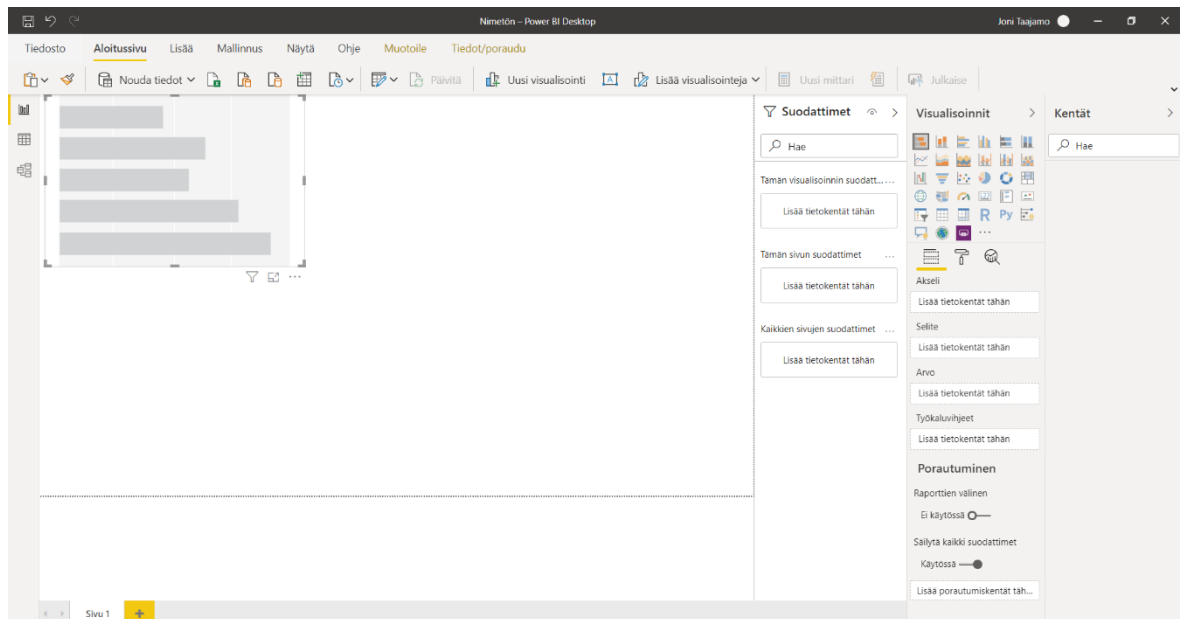 Nimetön – Power BI Desktop
Joni Taajamo
Tiedosto Aloitussivu Lisää Mallinnus Näytä Ohje Muotoile Tiedot/poraudu
Nouda tiedot Päivitä Uusi visualisointi A Lisää visualisointeja Uusi mittari Julkaise
Suodattimet
Hae
Tämän visualisoinnin suodatt... ...
Lisää tietokentät tähän
Tämän sivun suodattimet ...
Lisää tietokentät tähän
Kaikkien sivujen suodattimet ...
Lisää tietokentät tähän
Visualisoinnit
R Py
Akseli
Lisää tietokentät tähän
Selite
Lisää tietokentät tähän
Arvo
Lisää tietokentät tähän
Työkaluvihjeet
Lisää tietokentät tähän
Porautuminen
Raporttien välinen
Ei käytössä
Säilytä kaikki suodattimet
Käytössä
Lisää porautumiskentät täh...
Kentät
Hae
Sivu 1